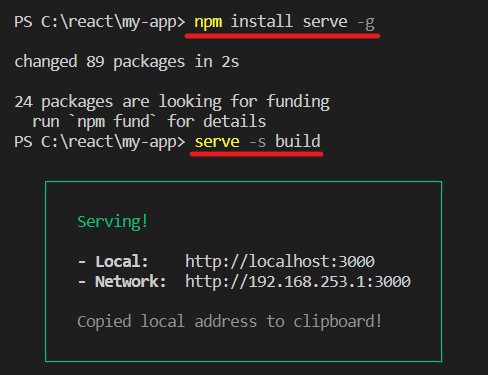 PS C:\react\my-app> npm install serve -g
changed 89 packages in 2s
24 packages are looking for funding
  run `npm fund` for details
PS C:\react\my-app> serve -s build
Serving!
- Local:    http://localhost:3000
- Network:  http://192.168.253.1:3000
Copied local address to clipboard!